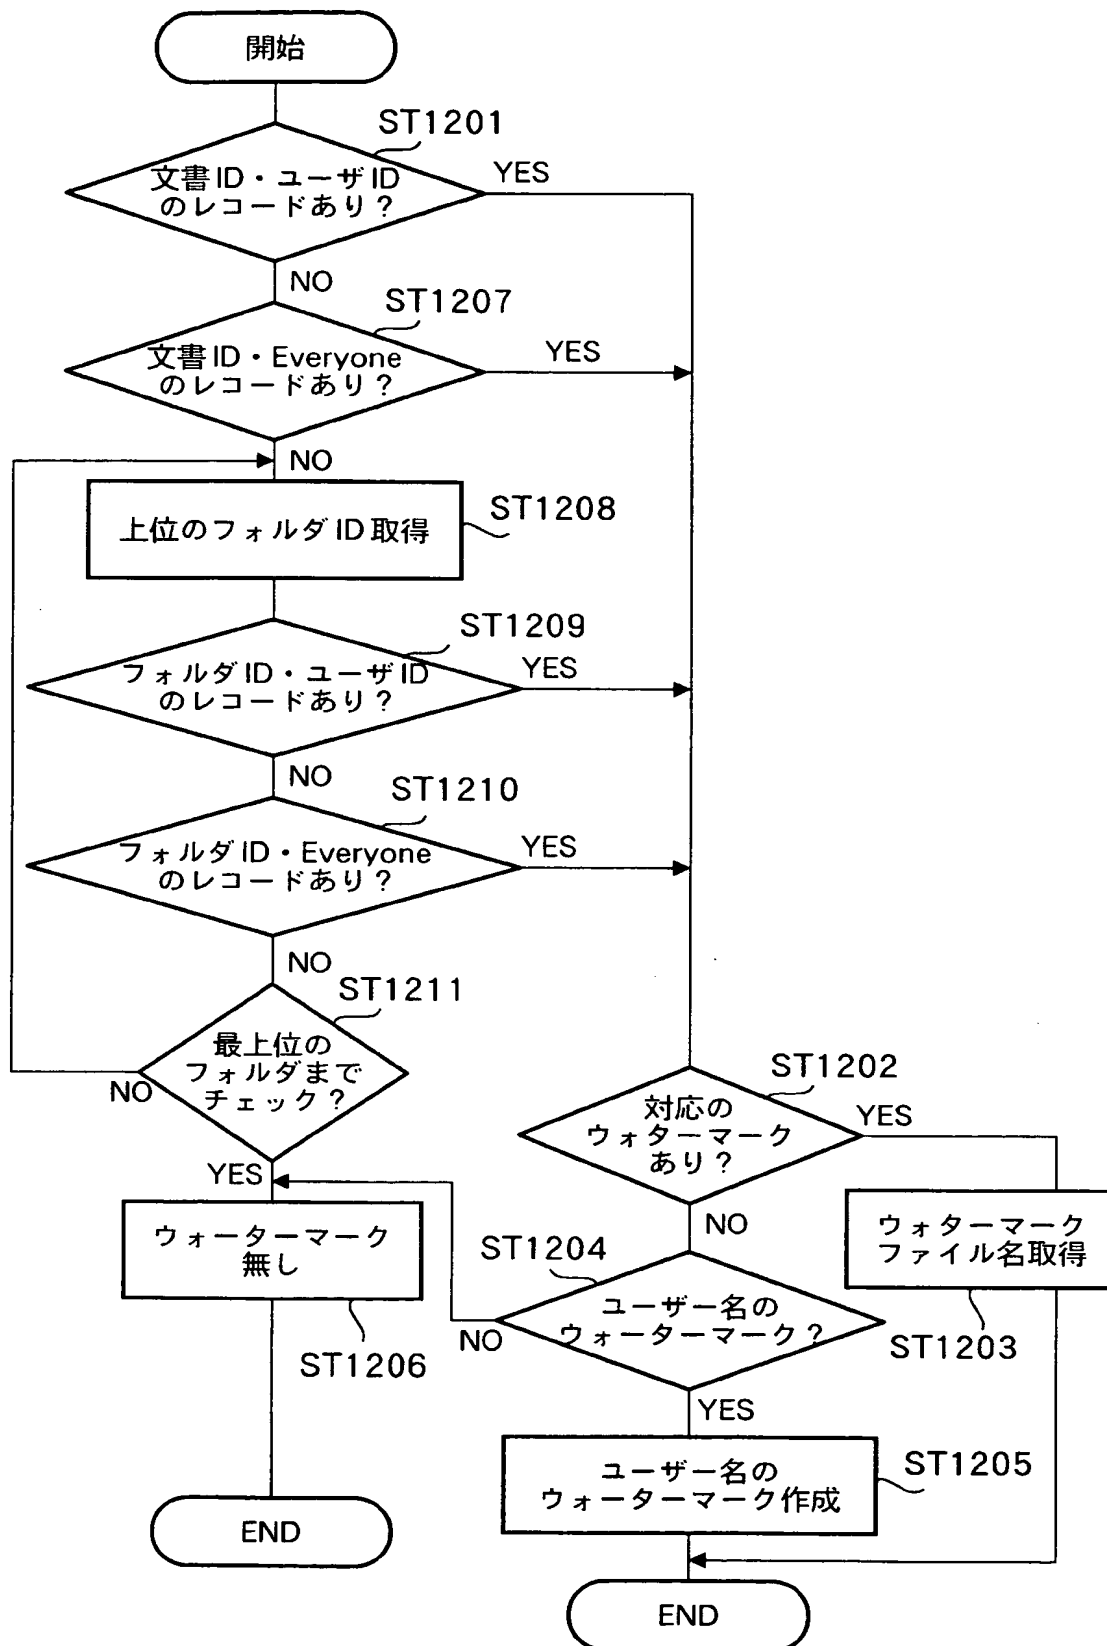 開始
ST1201
文書ID・ユーザID
のレコードあり？
YES
NO
ST1207
文書ID・Everyone
のレコードあり？
YES
NO
上位のフォルダID取得
ST1208
ST1209
フォルダID・ユーザID
のレコードあり？
YES
NO
ST1210
フォルダID・Everyone
のレコードあり？
YES
NO
ST1211
最上位の
フォルダまで
チェック？
NO
YES
ST1202
対応の
ウォターマーク
あり？
YES
NO
ウォーターマーク
無し
ST1206
ウォターマーク
ファイル名取得
ST1203
ST1204
ユーザー名の
ウォーターマーク？
NO
YES
ユーザー名の
ウォーターマーク作成
ST1205
END
END